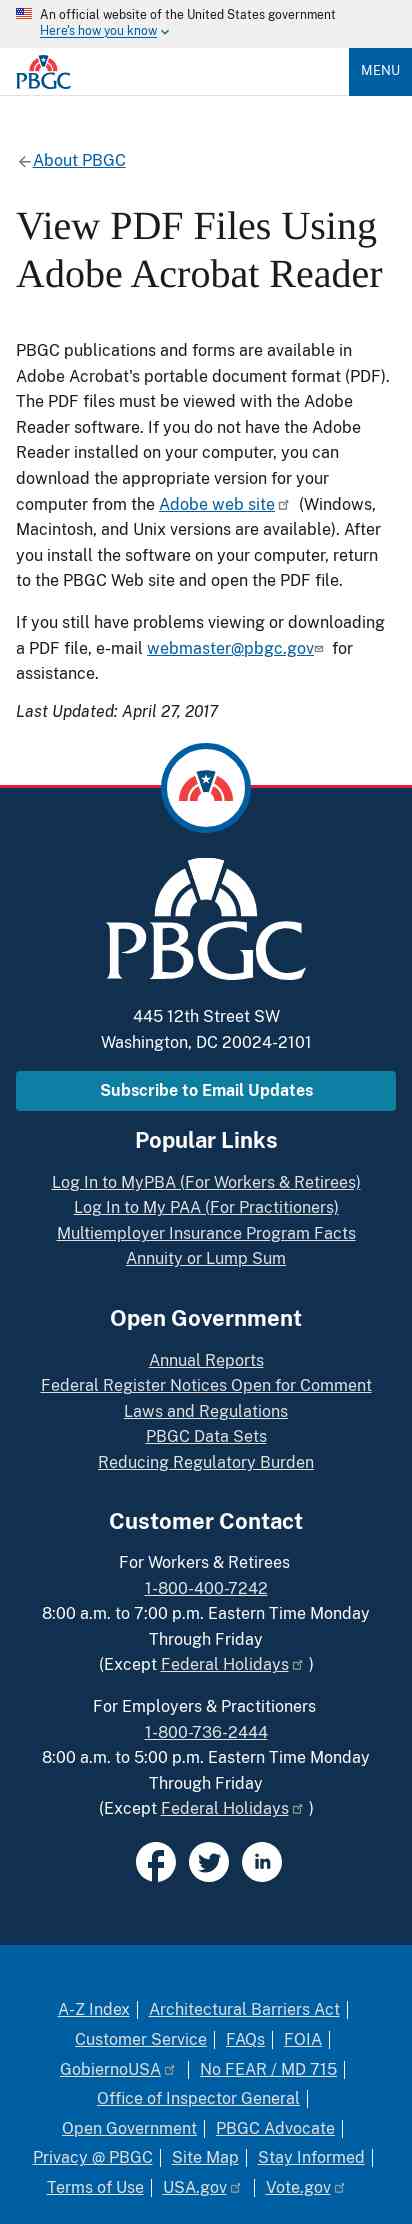 An official website of the United States government
Here's how you know
PBGC
MENU
About PBGC
View PDF Files Using
Adobe Acrobat Reader
PBGC publications and forms are available in
Adobe Acrobat's portable document format (PDF).
The PDF files must be viewed with the Adobe
Reader software. If you do not have the Adobe
Reader installed on your computer, you can
download the appropriate version for your
computer from the Adobe web site (Windows,
Macintosh, and Unix versions are available). After
you install the software on your computer, return
to the PBGC Web site and open the PDF file.
If you still have problems viewing or downloading
a PDF file, e-mail webmaster@pbgc.gov for
assistance.
Last Updated: April 27, 2017
PBGC
445 12th Street SW
Washington, DC 20024-2101
Subscribe to Email Updates
Popular Links
Log In to MyPBA (For Workers & Retirees)
Log In to My PAA (For Practitioners)
Multiemployer Insurance Program Facts
Annuity or Lump Sum
Open Government
Annual Reports
Federal Register Notices Open for Comment
Laws and Regulations
PBGC Data Sets
Reducing Regulatory Burden
Customer Contact
For Workers & Retirees
1-800-400-7242
8:00 a.m. to 7:00 p.m. Eastern Time Monday
Through Friday
(Except Federal Holidays )
For Employers & Practitioners
1-800-736-2444
8:00 a.m. to 5:00 p.m. Eastern Time Monday
Through Friday
(Except Federal Holidays )
in
A-Z Index | Architectural Barriers Act |
Customer Service | FAQs | FOIA |
GobiernoUSA | No FEAR / MD 715 |
Office of Inspector General |
Open Government | PBGC Advocate |
Privacy @ PBGC | Site Map | Stay Informed |
Terms of Use | USA.gov | Vote.gov